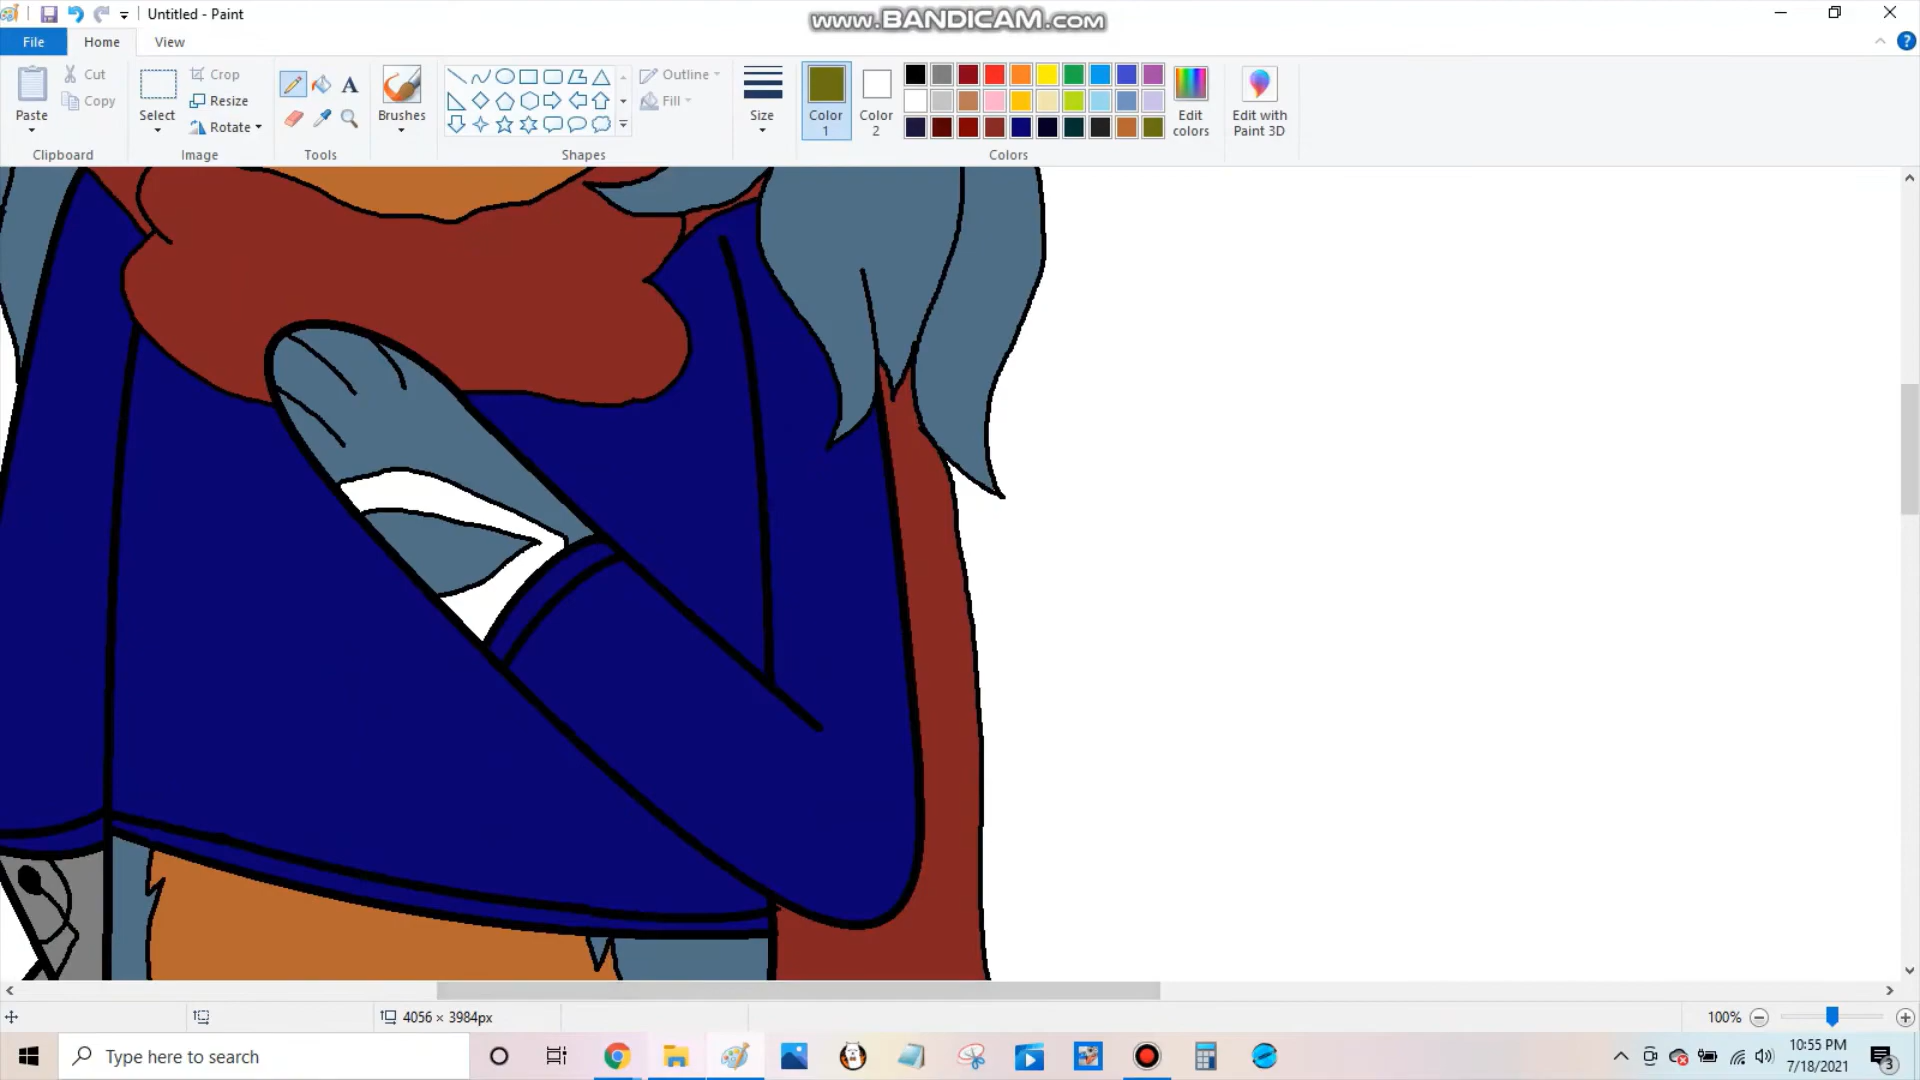 Untitled - Paint
www.BANDICAM.com
File
Home
View
Paste
Cut
Copy
Clipboard
Select
Crop
Resize
Rotate
Image
A
Tools
Brushes
Outline
Fill
Shapes
Size
Color 1
Color 2
Edit colors
Colors
Edit with Paint 3D
4056 × 3984px
100%
Type here to search
10:55 PM
7/18/2021
3